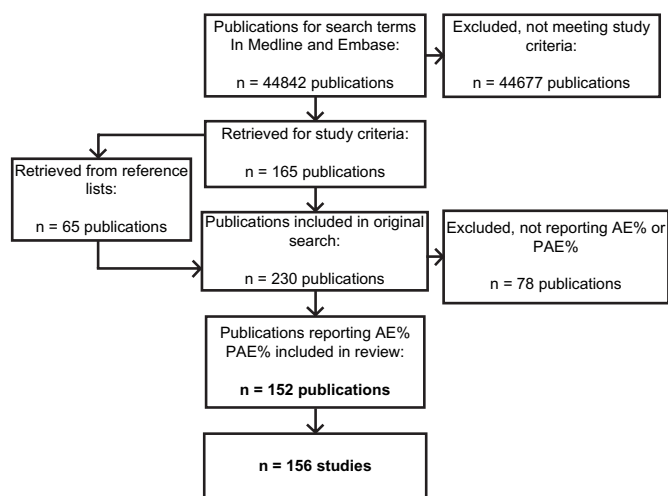 Publications for search terms
In Medline and Embase:
n = 44842 publications
Excluded, not meeting study
criteria:
n = 44677 publications
Retrieved for study criteria:
n = 165 publications
Retrieved from reference
lists:
n = 65 publications
Publications included in original
search:
n = 230 publications
Excluded, not reporting AE% or
PAE%
n = 78 publications
Publications reporting AE%
PAE% included in review:
n = 152 publications
n = 156 studies